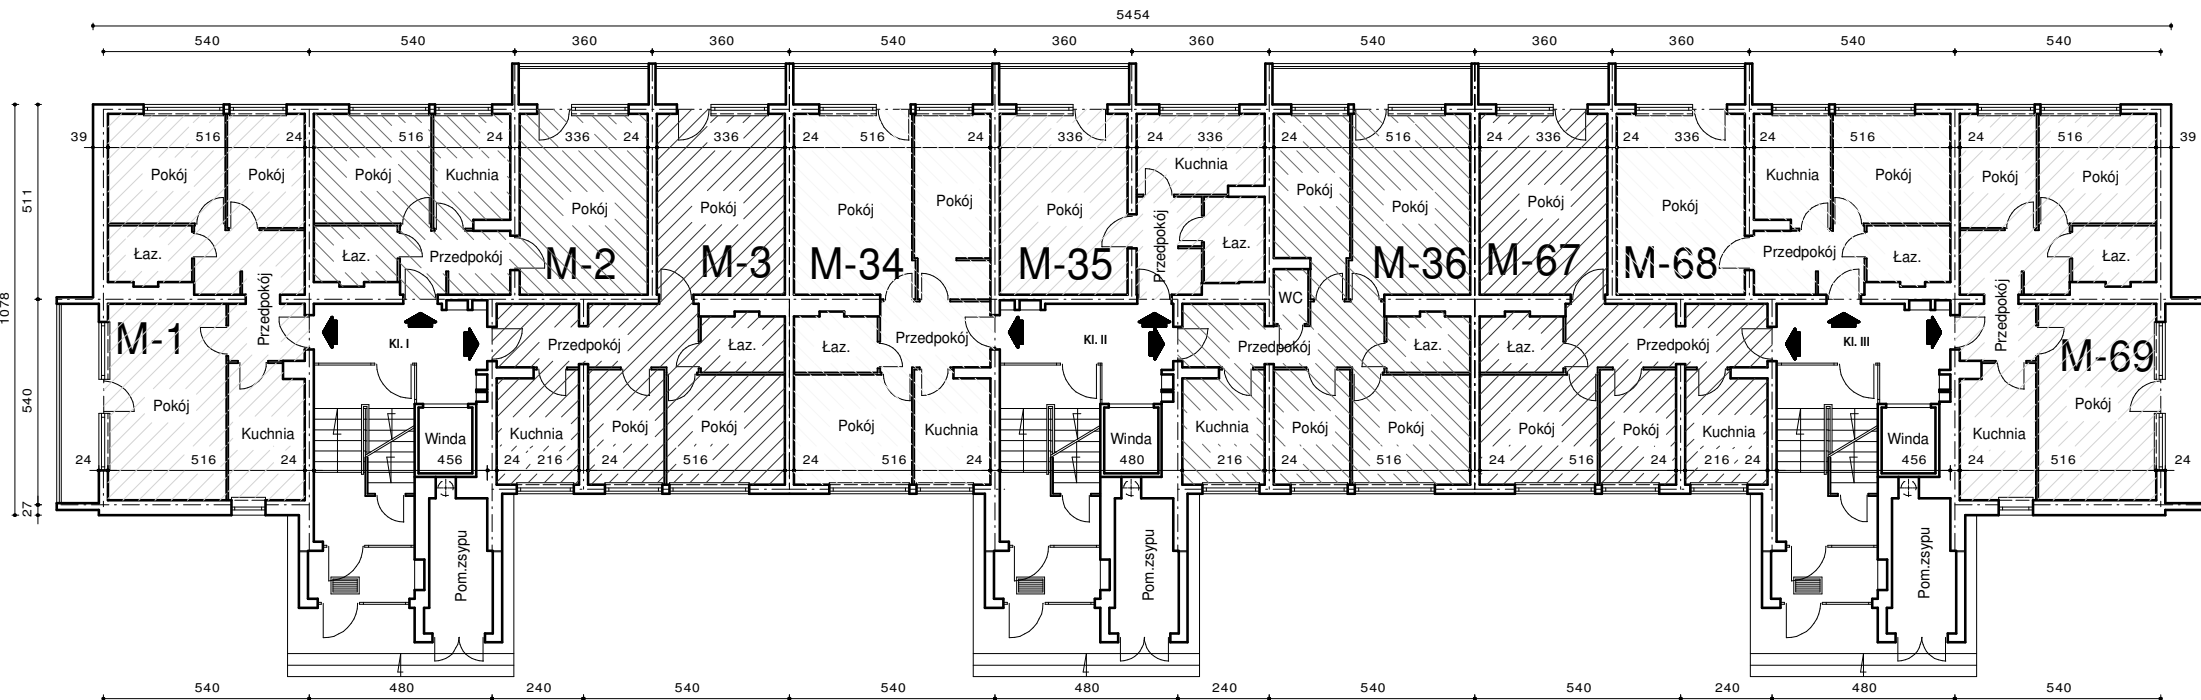 5454
540 540 360 360 540 360 360 540 360 360 540 540
39 516 24 516 24 336 24 336 24 516 24 336 24 336 24 516 24 336 24 336 24 516 24 516 39
Kuchnia
Pokój Pokój Pokój Kuchnia Kuchnia Pokój Pokój Pokój
Pokój Pokój Pokój Pokój Pokój Pokój Pokój Pokój Pokój Pokój
511
Łaz. Łaz. Przedpokój Przedpokój Łaz. Przedpokój Łaz. Łaz.
M-2 M-3 M-34 M-35 M-36 M-67 M-68
1078
WC
Przedpokój Przedpokój
M-1 Kl. I Przedpokój Łaz. Łaz. Przedpokój Kl. II Przedpokój Łaz. Łaz. Przedpokój Kl. III M-69
540
Pokój Pokój
Kuchnia Winda Kuchnia Pokój Pokój Pokój Kuchnia Winda Kuchnia Pokój Pokój Pokój Pokój Kuchnia Winda Kuchnia
24 516 24 456 24 216 24 516 24 516 24 480 216 24 516 24 516 24 216 24 456 24 516 24
27
Pom.zsypu Pom.zsypu Pom.zsypu
540 480 240 540 540 480 240 540 540 240 480 540